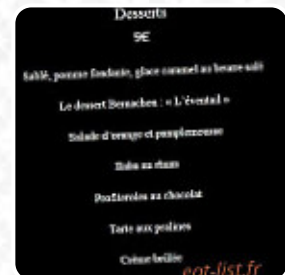 Desserts
9€
Sablé, pomme fondante, glace caramel au beurre salé
Le dessert Bernachon : « L'éventail »
Salade d'orange et pamplemousse
Baba au rhum
Profiteroles au chocolat
Tarte aux pralines
Crème brûlée
eat-list.fr